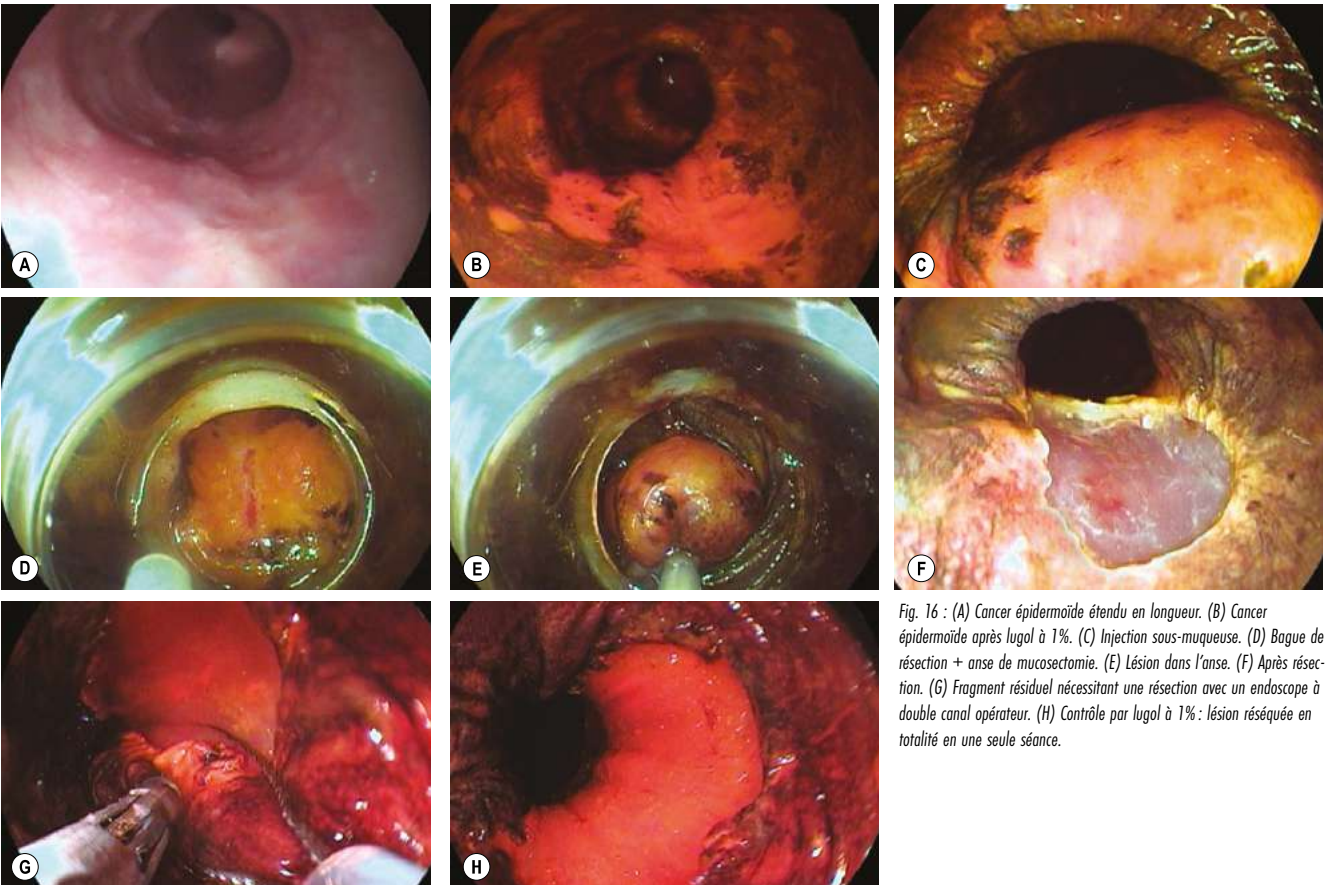 A
B
C
D
E
F
G
H
Fig. 16 : (A) Cancer épidermoïde étendu en longueur. (B) Cancer
épidermoïde après lugol à 1%. (C) Injection sous-muqueuse. (D) Bague de
résection + anse de mucosectomie. (E) Lésion dans l'anse. (F) Après résec-
tion. (G) Fragment résiduel nécessitant une résection avec un endoscope à
double canal opérateur. (H) Contrôle par lugol à 1% : lésion réséquée en
totalité en une seule séance.